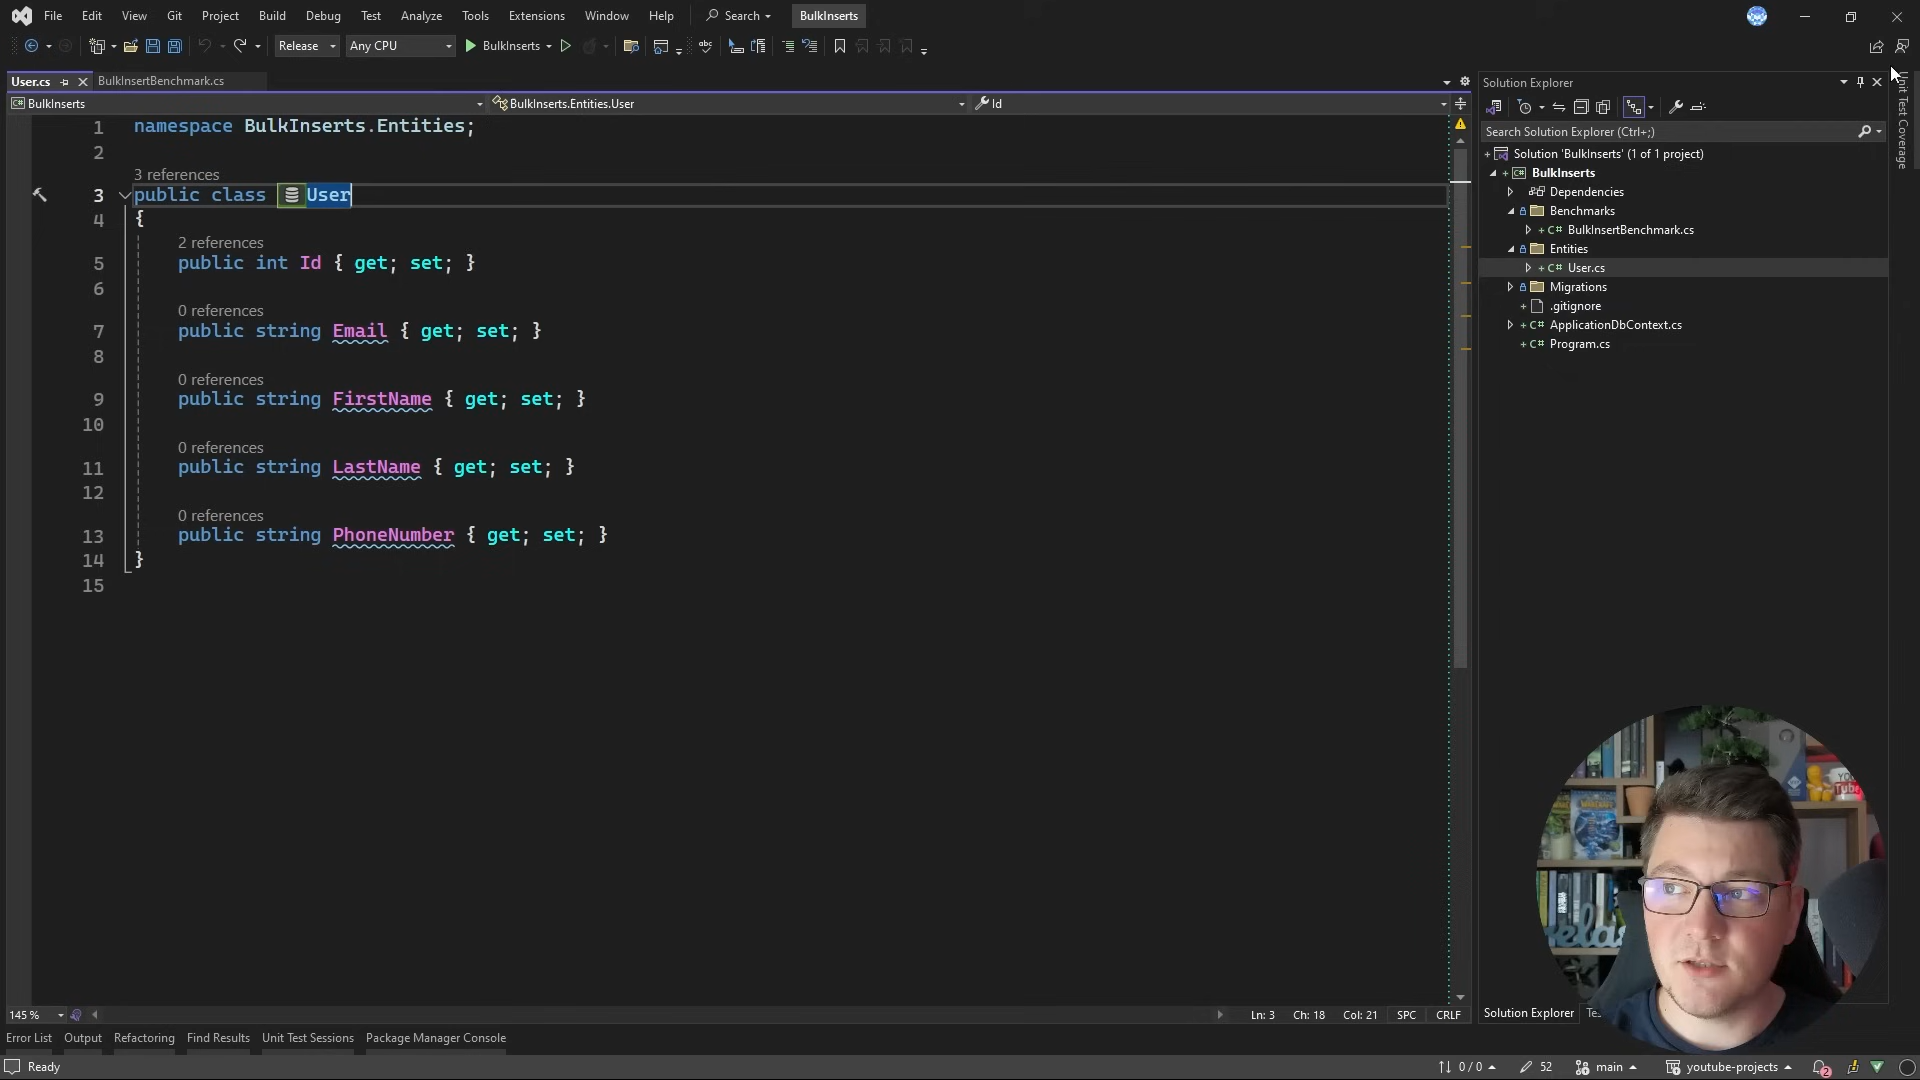 File Edit View Git Project Build Debug Test Analyze Tools Extensions Window Help Search BulkInserts
Release Any CPU BulkInserts
User.cs BulkInsertBenchmark.cs
BulkInserts BulkInserts.Entities.User Id
1 namespace BulkInserts.Entities;
2
3 references
3 public class User
4 {
2 references
5 public int Id { get; set; }
6
0 references
7 public string Email { get; set; }
8
0 references
9 public string FirstName { get; set; }
10
0 references
11 public string LastName { get; set; }
12
0 references
13 public string PhoneNumber { get; set; }
14 }
15
Solution Explorer
Search Solution Explorer (Ctrl+;)
Solution 'BulkInserts' (1 of 1 project)
BulkInserts
Dependencies
Benchmarks
C# BulkInsertBenchmark.cs
Entities
C# User.cs
Migrations
.gitignore
C# ApplicationDbContext.cs
C# Program.cs
Unit Test Coverage
You
Tube
145 % Ln: 3 Ch: 18 Col: 21 SPC CRLF
Solution Explorer
Error List Output Refactoring Find Results Unit Test Sessions Package Manager Console
Ready 0 / 0 52 main youtube-projects 2